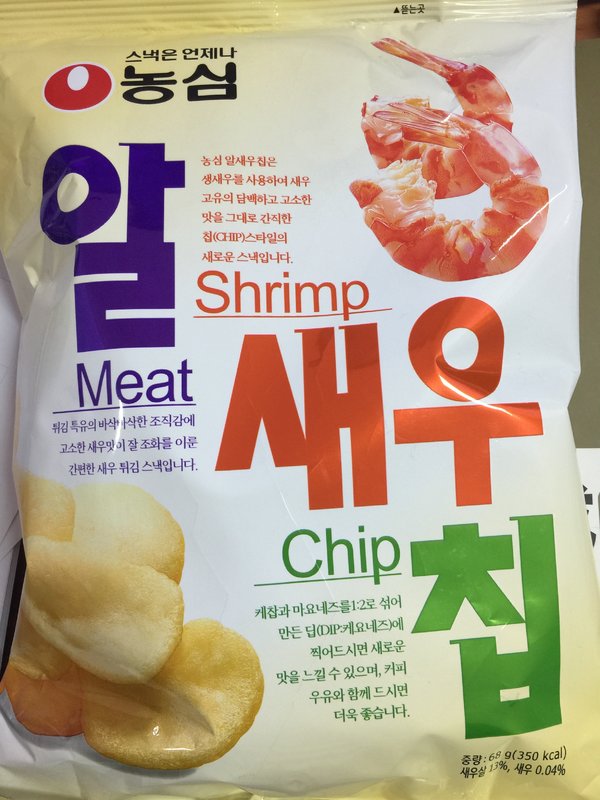 ▲뜯는곳
스낵은 언제나
농심
알
농심 알새우칩은
생새우를 사용하여 새우
고유의 담백하고 고소한
맛을 그대로 간직한
칩(CHIP)스타일의
새로운 스낵입니다.
Shrimp
새우
Meat
튀김 특유의 바삭바삭한 조직감에
고소한 새우맛이 잘 조화를 이룬
간편한 새우 튀김 스낵입니다.
Chip
칩
케찹과 마요네즈를1:2로 섞어
만든 딥(DIP:케요네즈)에
찍어드시면 새로운
맛을 느낄 수 있으며, 커피
우유와 함께 드시면
더욱 좋습니다.
중량: 68 g(350 kcal)
새우살 13%, 새우 0.04%